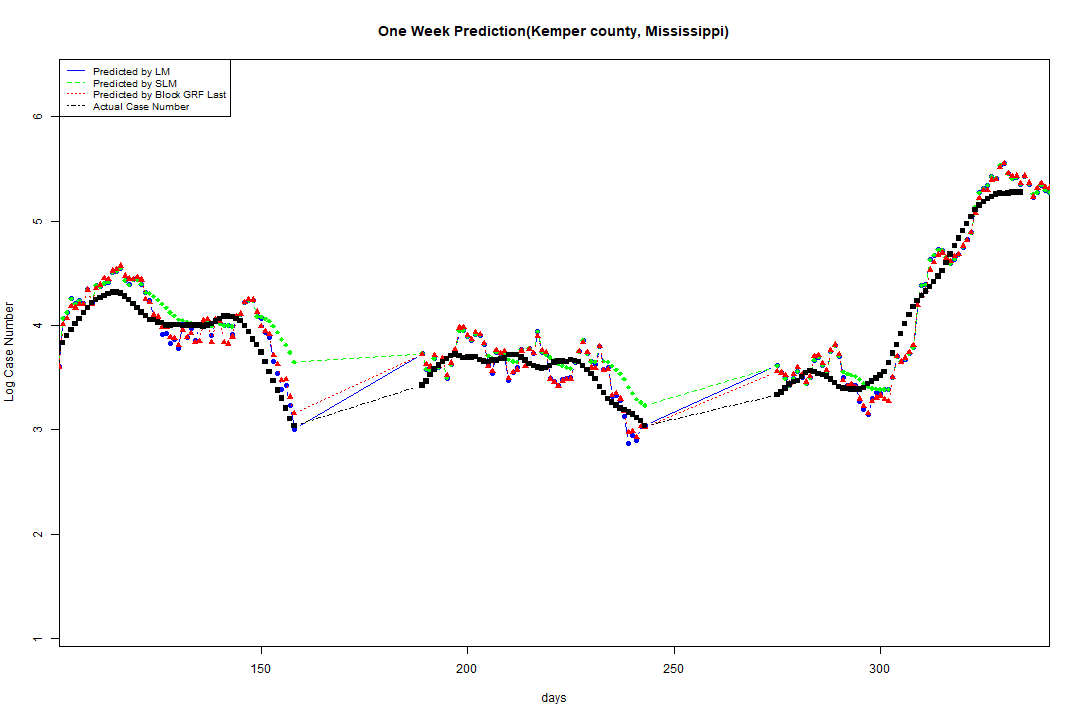 One Week Prediction(Kemper county, Mississippi)
Predicted by LM
Predicted by SLM
Predicted by Block GRF Last
Actual Case Number
6
5
4
3
2
1
Log Case Number
150 200 250 300
days